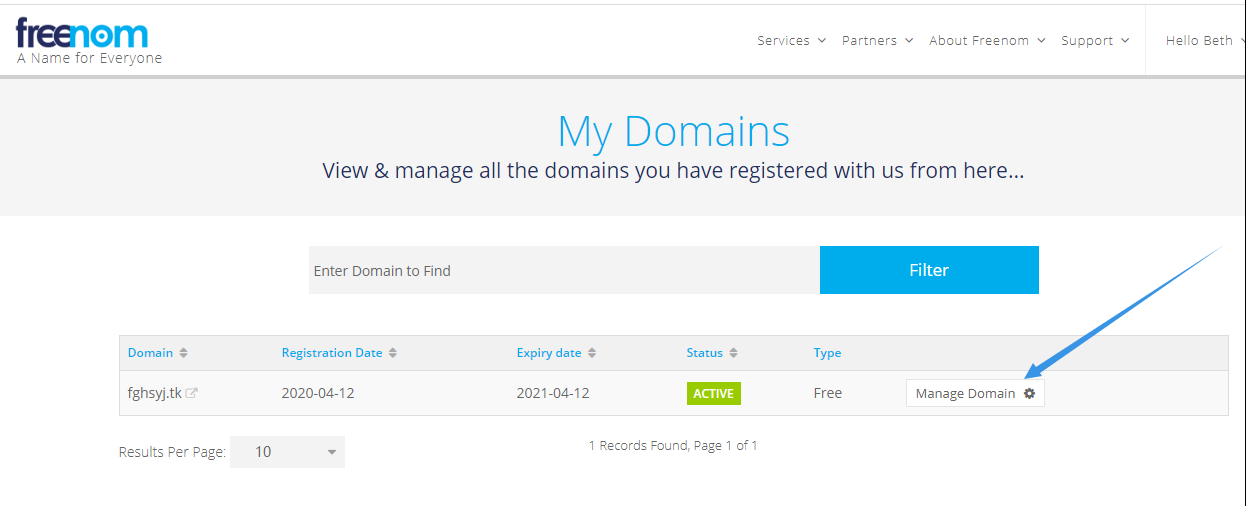 freenom
A Name for Everyone
Services Partners About Freenom Support Hello Beth
My Domains
View & manage all the domains you have registered with us from here...
Enter Domain to Find Filter
Domain Registration Date Expiry date Status Type
fghsyj.tk 2020-04-12 2021-04-12 ACTIVE Free Manage Domain
Results Per Page: 10 1 Records Found, Page 1 of 1